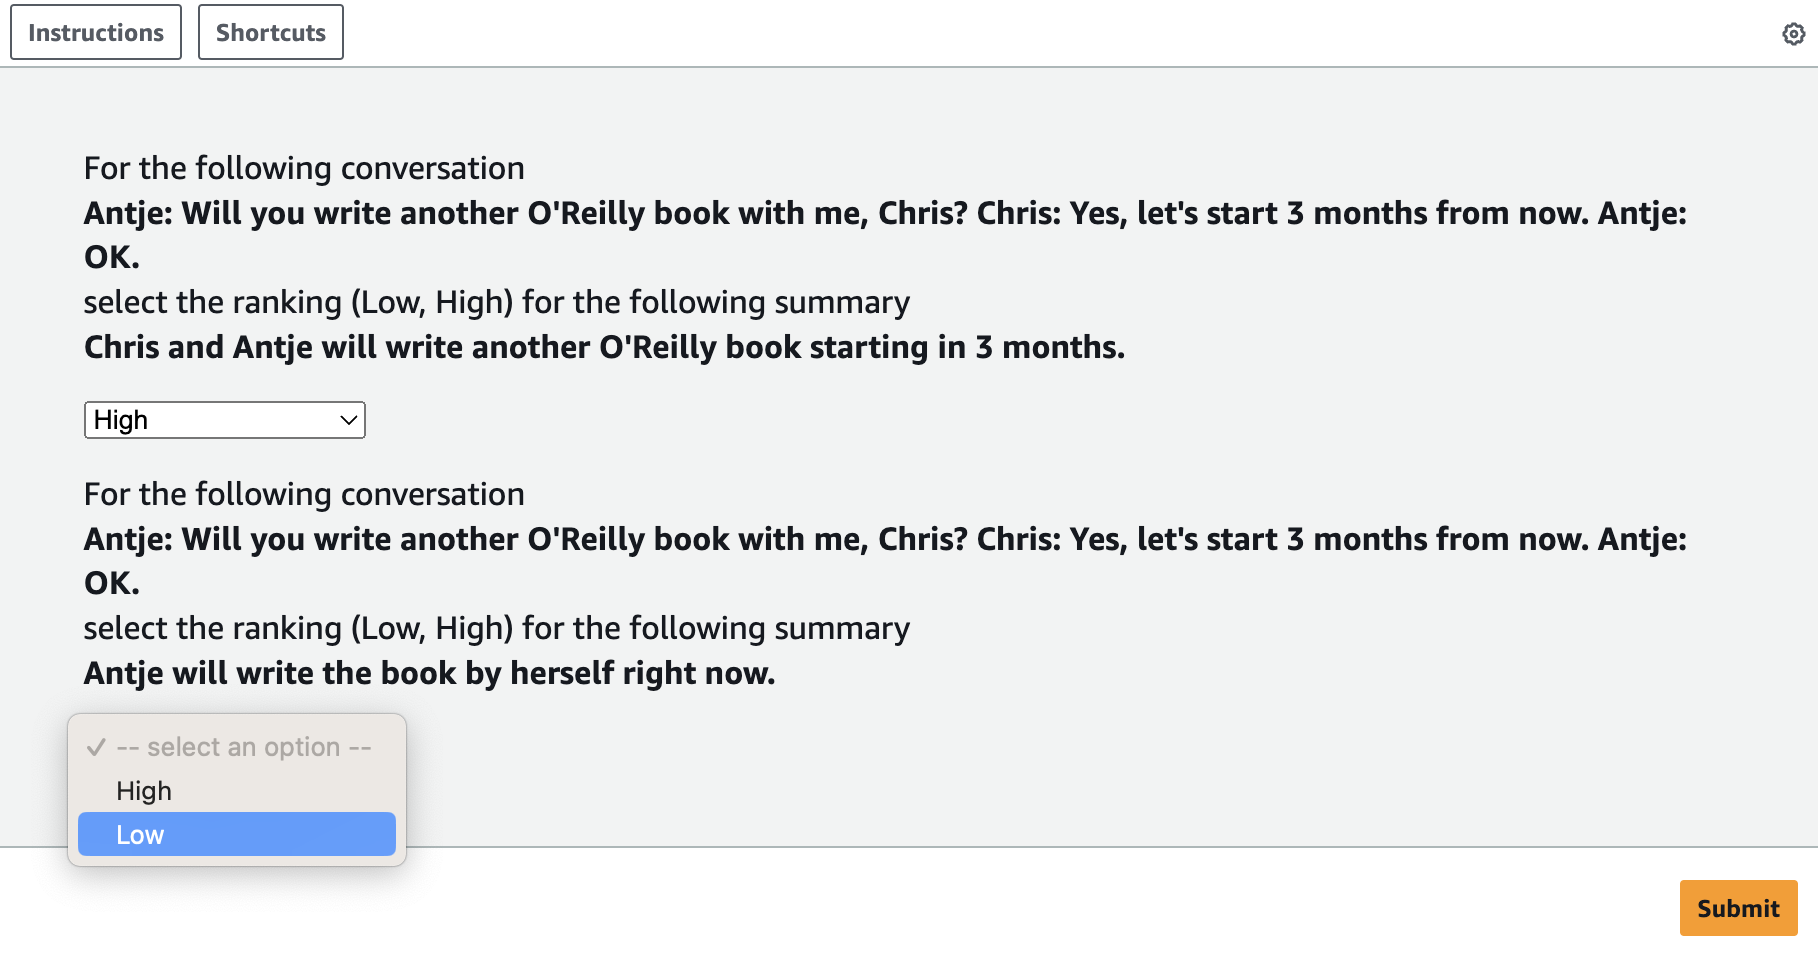 Instructions
Shortcuts
For the following conversation
Antje: Will you write another O'Reilly book with me, Chris? Chris: Yes, let's start 3 months from now. Antje:
OK.
select the ranking (Low, High) for the following summary
Chris and Antje will write another O'Reilly book starting in 3 months.
High
For the following conversation
Antje: Will you write another O'Reilly book with me, Chris? Chris: Yes, let's start 3 months from now. Antje:
OK.
select the ranking (Low, High) for the following summary
Antje will write the book by herself right now.
-- select an option --
High
Low
Submit